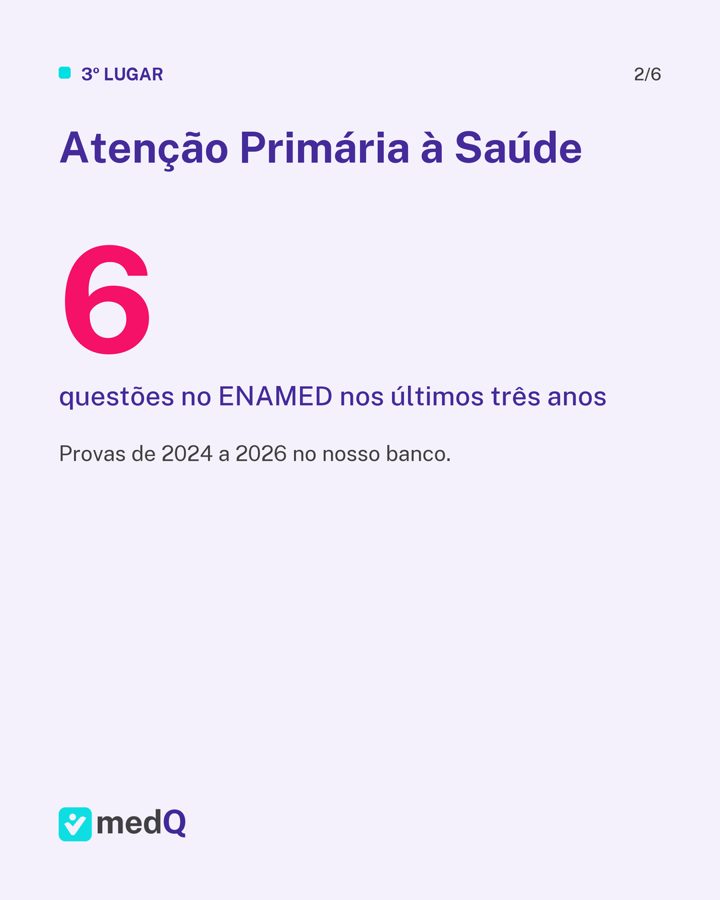 3º LUGAR
2/6
Atenção Primária à Saúde
6
questões no ENAMED nos últimos três anos
Provas de 2024 a 2026 no nosso banco.
medQ